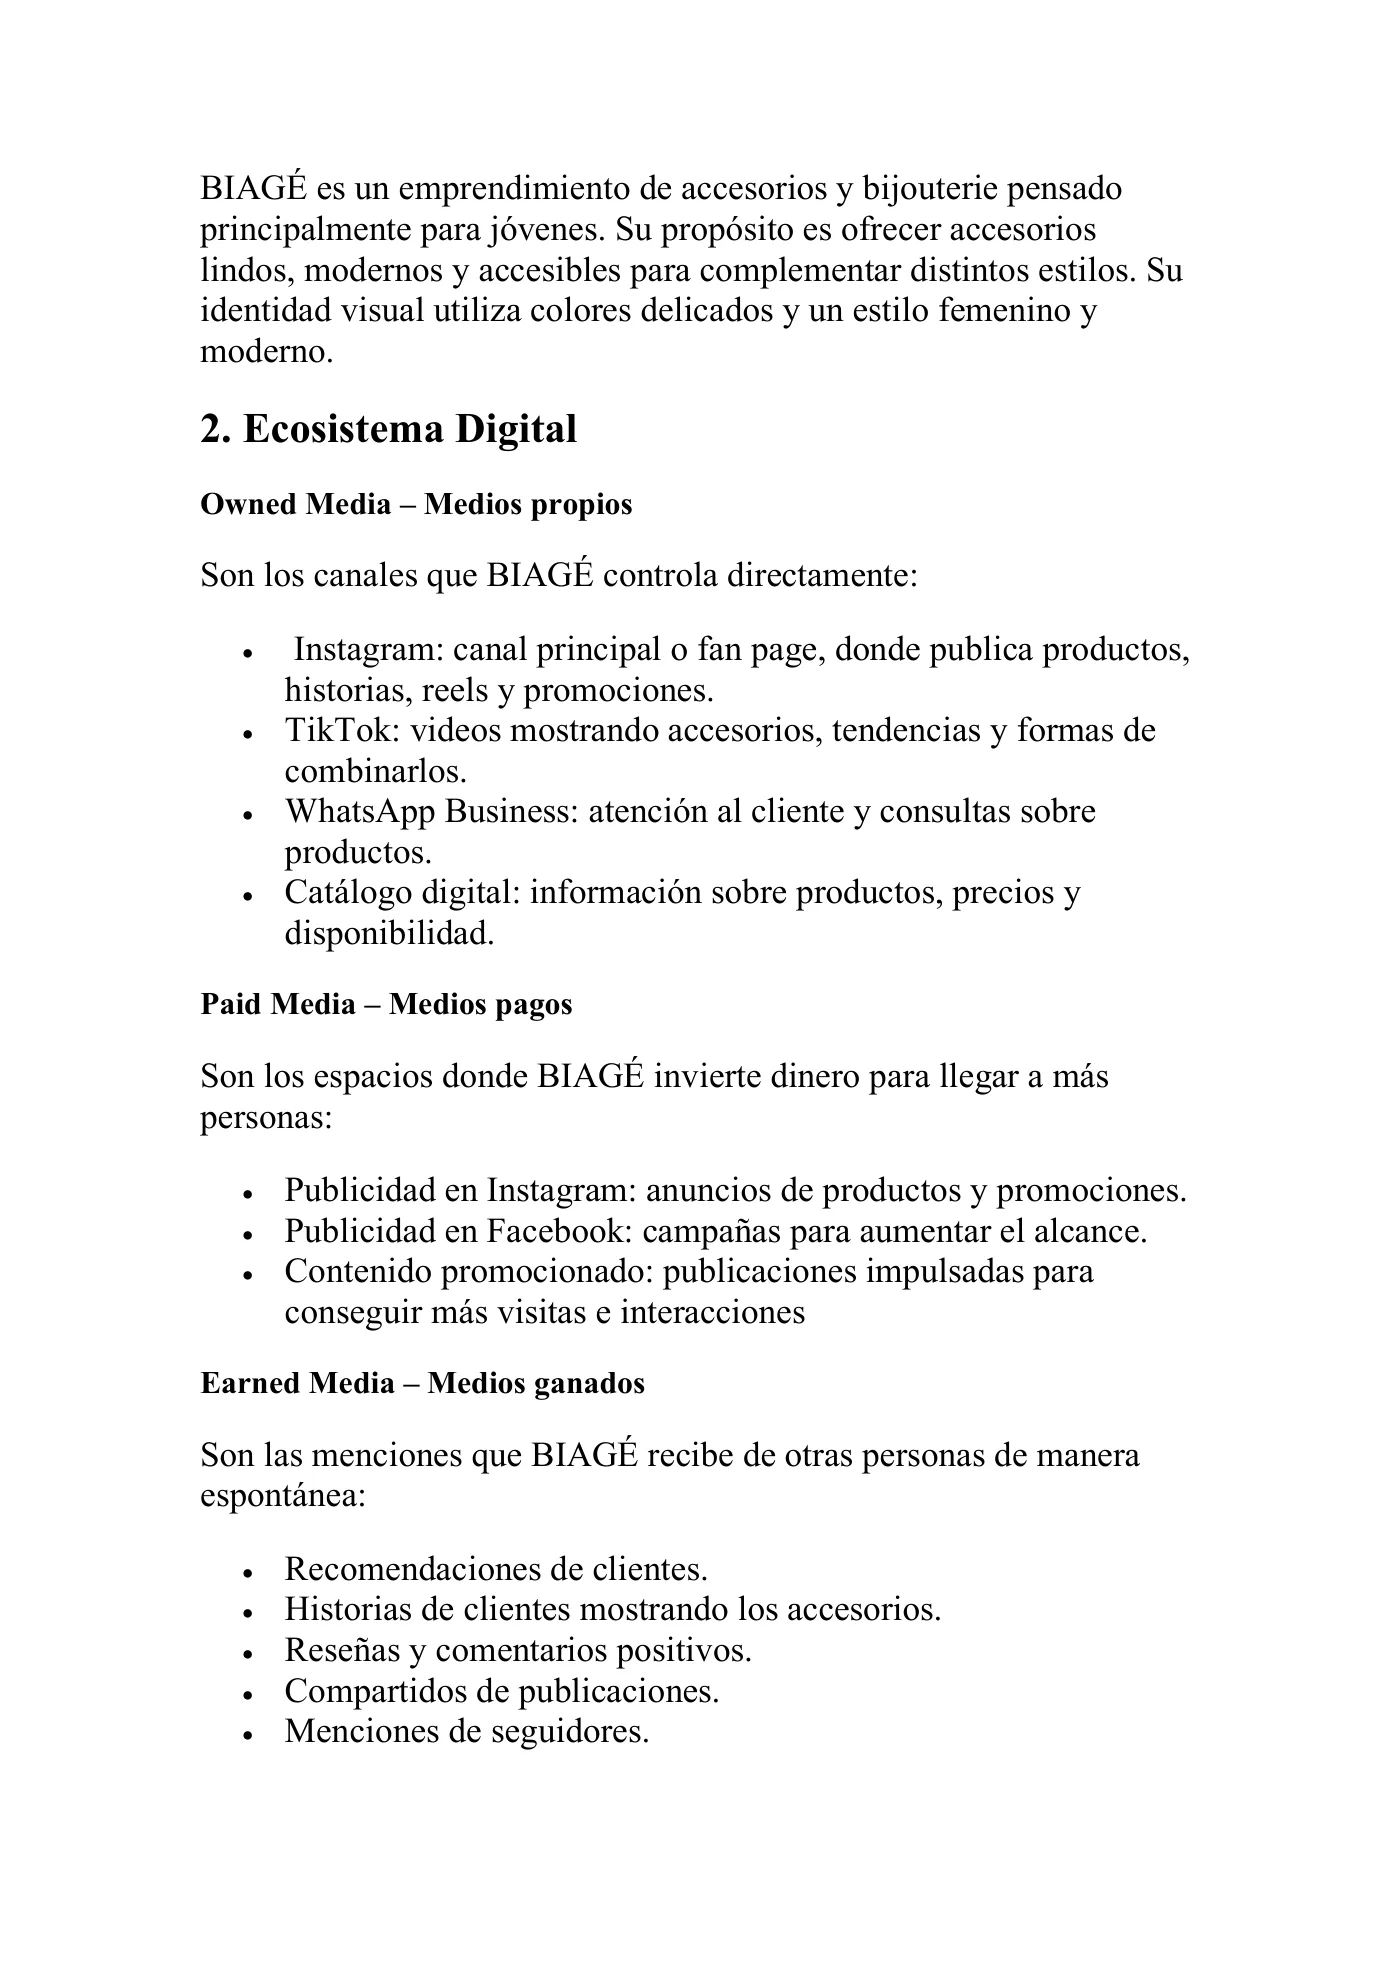 BIAGÉ es un emprendimiento de accesorios y bijouterie pensado
principalmente para jóvenes. Su propósito es ofrecer accesorios
lindos, modernos y accesibles para complementar distintos estilos. Su
identidad visual utiliza colores delicados y un estilo femenino y
moderno.
2. Ecosistema Digital
Owned Media – Medios propios
Son los canales que BIAGÉ controla directamente:
• Instagram: canal principal o fan page, donde publica productos,
historias, reels y promociones.
• TikTok: videos mostrando accesorios, tendencias y formas de
combinarlos.
• WhatsApp Business: atención al cliente y consultas sobre
productos.
• Catálogo digital: información sobre productos, precios y
disponibilidad.
Paid Media – Medios pagos
Son los espacios donde BIAGÉ invierte dinero para llegar a más
personas:
• Publicidad en Instagram: anuncios de productos y promociones.
• Publicidad en Facebook: campañas para aumentar el alcance.
• Contenido promocionado: publicaciones impulsadas para
conseguir más visitas e interacciones
Earned Media – Medios ganados
Son las menciones que BIAGÉ recibe de otras personas de manera
espontánea:
• Recomendaciones de clientes.
• Historias de clientes mostrando los accesorios.
• Reseñas y comentarios positivos.
• Compartidos de publicaciones.
• Menciones de seguidores.